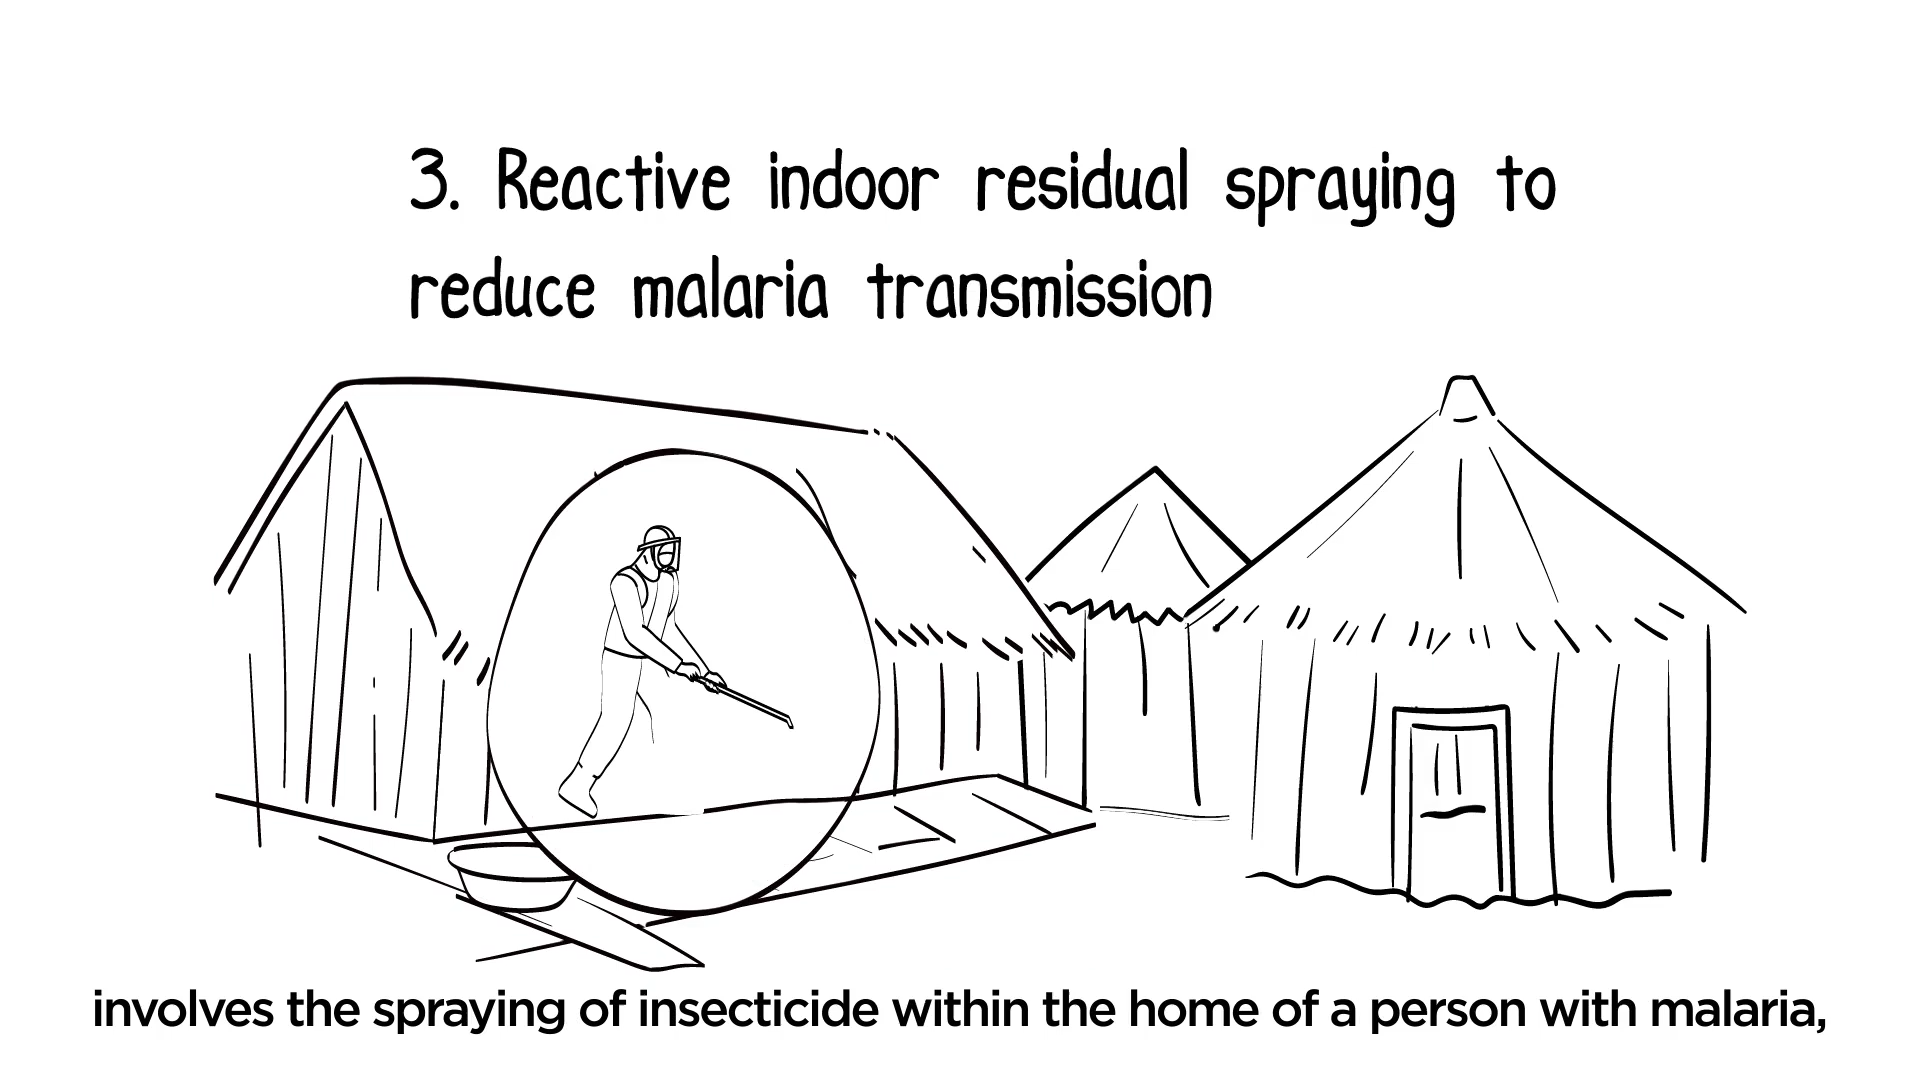 3. Reactive indoor residual spraying to
reduce malaria transmission
involves the spraying of insecticide within the home of a person with malaria,